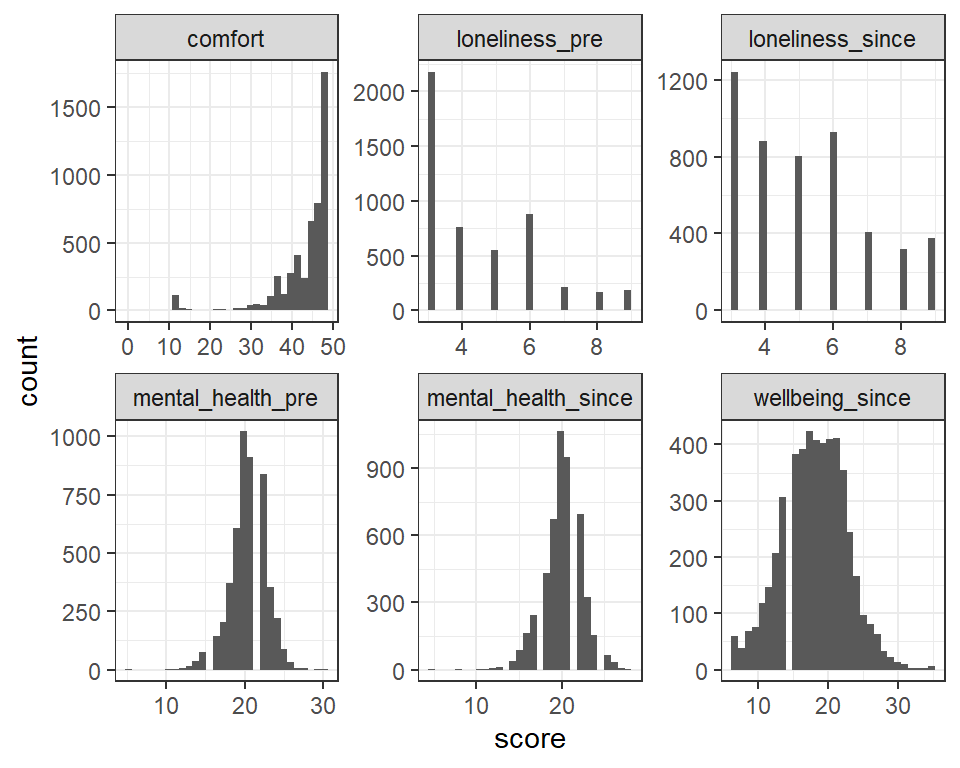 comfort
loneliness_pre
loneliness_since
1500
1000
500
0
0 10 20 30 40 50
2000
1500
1000
500
0
4 6 8
1200
800
400
0
4 6 8
count
mental_health_pre
mental_health_since
wellbeing_since
1000
750
500
250
0
10 20 30
900
600
300
0
10 20
400
300
200
100
0
10 20 30
score